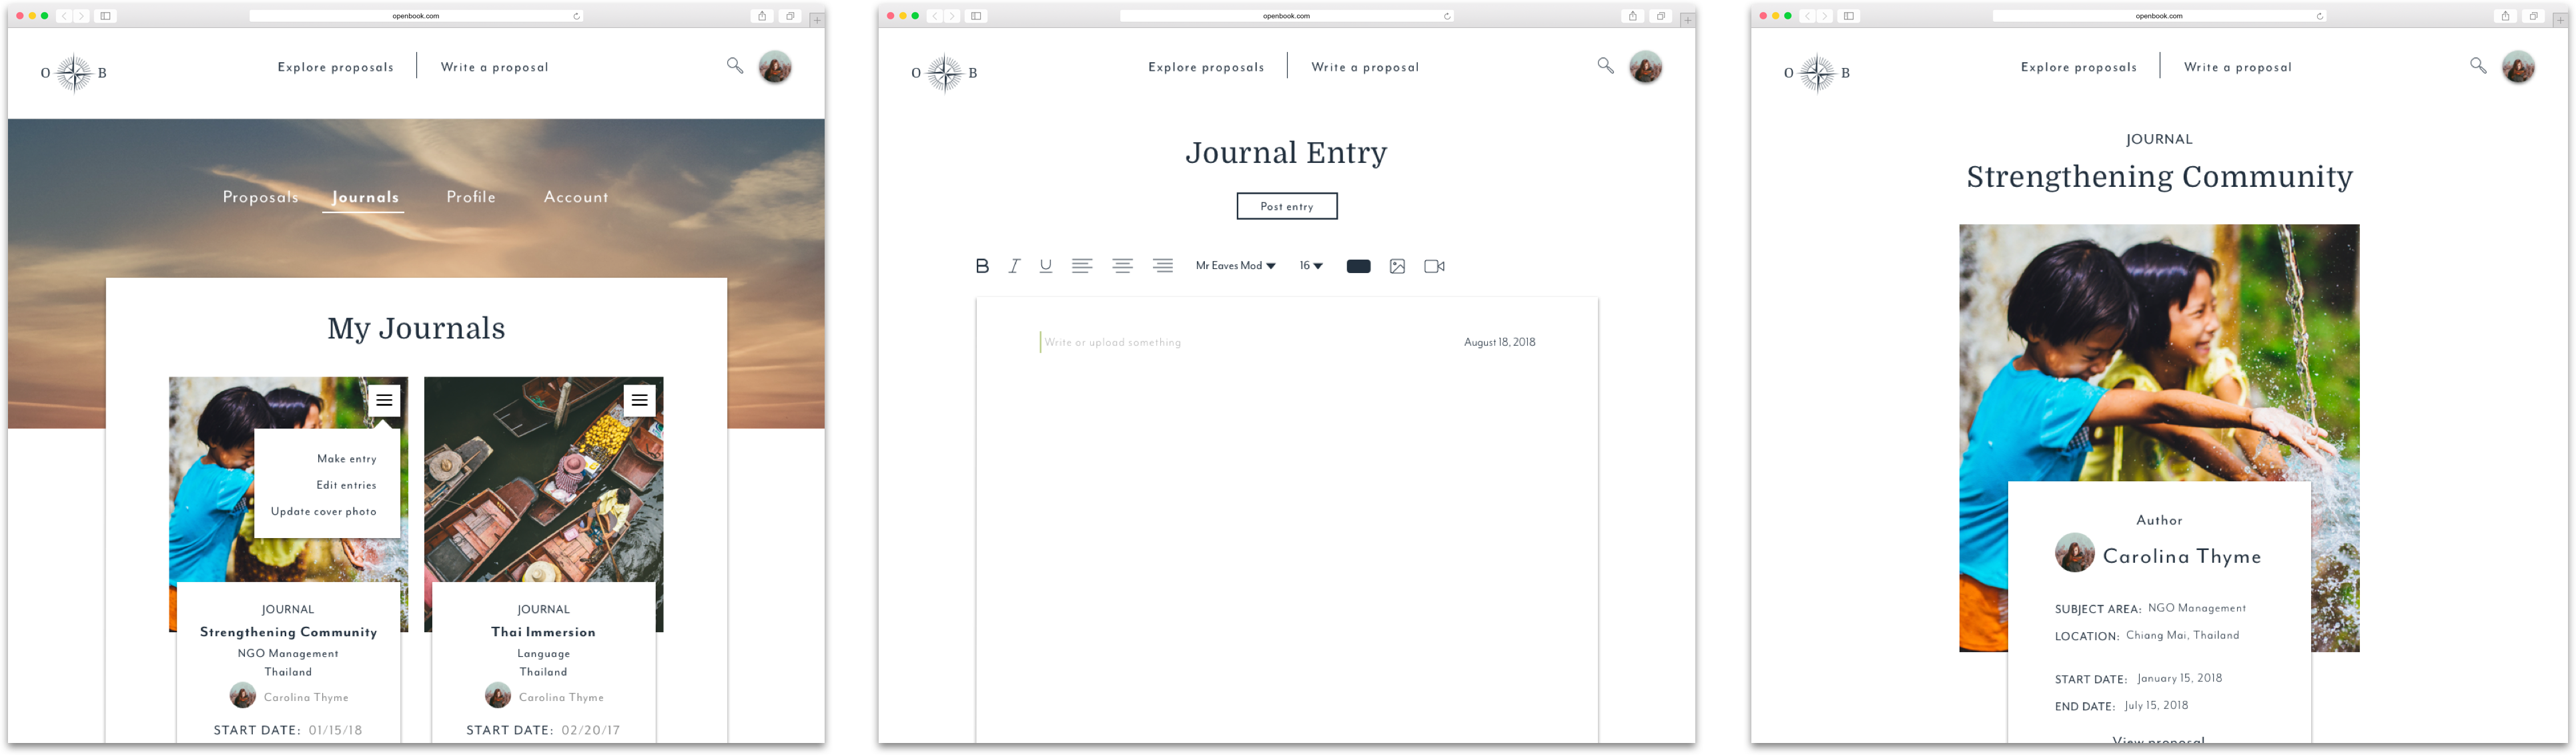 openbook.com
O B
Explore proposals
Write a proposal
Proposals
Journals
Profile
Account
My Journals
Make entry
Edit entries
Update cover photo
JOURNAL
Strengthening Community
NGO Management
Thailand
Carolina Thyme
START DATE: 01/15/18
JOURNAL
Thai Immersion
Language
Thailand
Carolina Thyme
START DATE: 02/20/17
openbook.com
O B
Explore proposals
Write a proposal
Journal Entry
Post entry
B I U Mr Eaves Mod 16
Write or upload something
August 18, 2018
openbook.com
O B
Explore proposals
Write a proposal
JOURNAL
Strengthening Community
Author
Carolina Thyme
SUBJECT AREA: NGO Management
LOCATION: Chiang Mai, Thailand
START DATE: January 15, 2018
END DATE: July 15, 2018
View proposal